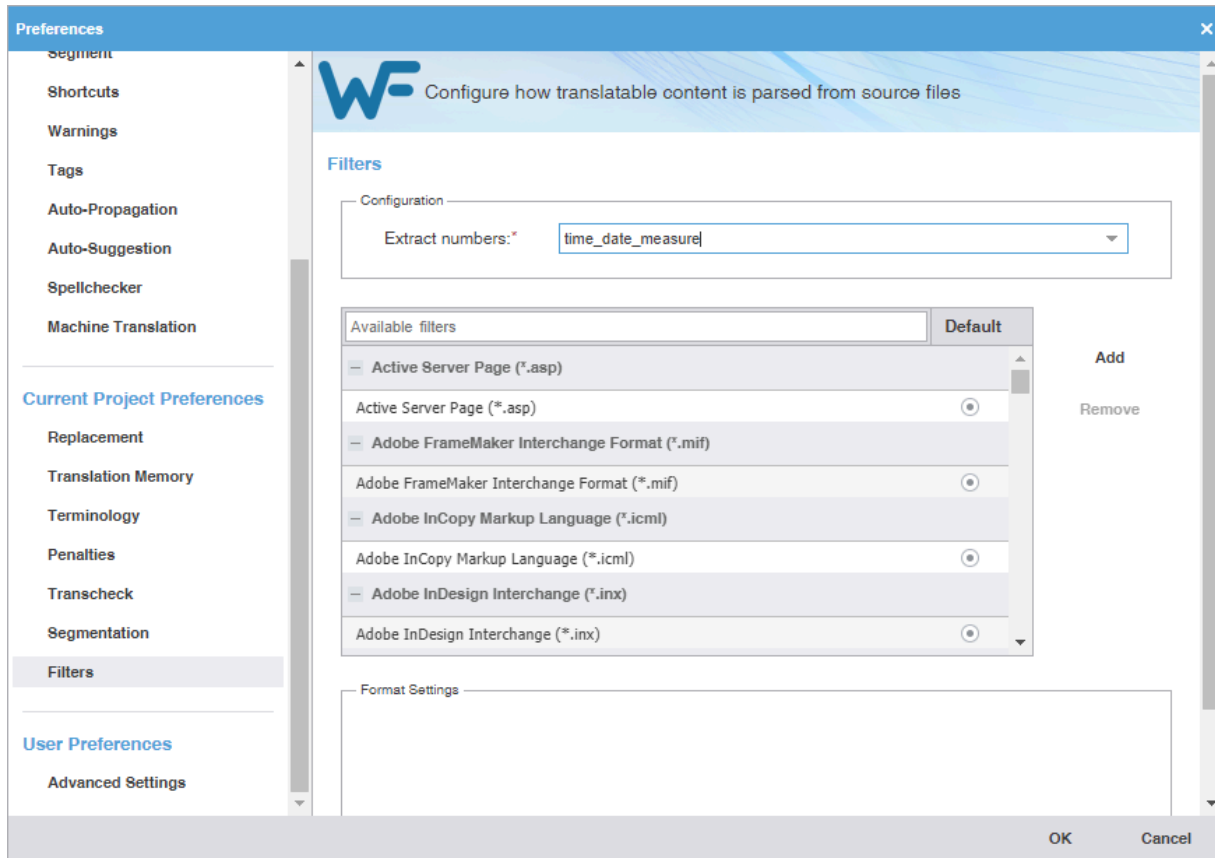 Preferences
Segment
Shortcuts
Warnings
Tags
Auto-Propagation
Auto-Suggestion
Spellchecker
Machine Translation
Current Project Preferences
Replacement
Translation Memory
Terminology
Penalties
Transcheck
Segmentation
Filters
User Preferences
Advanced Settings
WF
Configure how translatable content is parsed from source files
Filters
Configuration
Extract numbers:* time_date_measure
Available filters Default
Active Server Page (*.asp)
Active Server Page (*.asp)
Adobe FrameMaker Interchange Format (*.mif)
Adobe FrameMaker Interchange Format (*.mif)
Adobe InCopy Markup Language (*.icml)
Adobe InCopy Markup Language (*.icml)
Adobe InDesign Interchange (*.inx)
Adobe InDesign Interchange (*.inx)
Add
Remove
Format Settings
OK Cancel